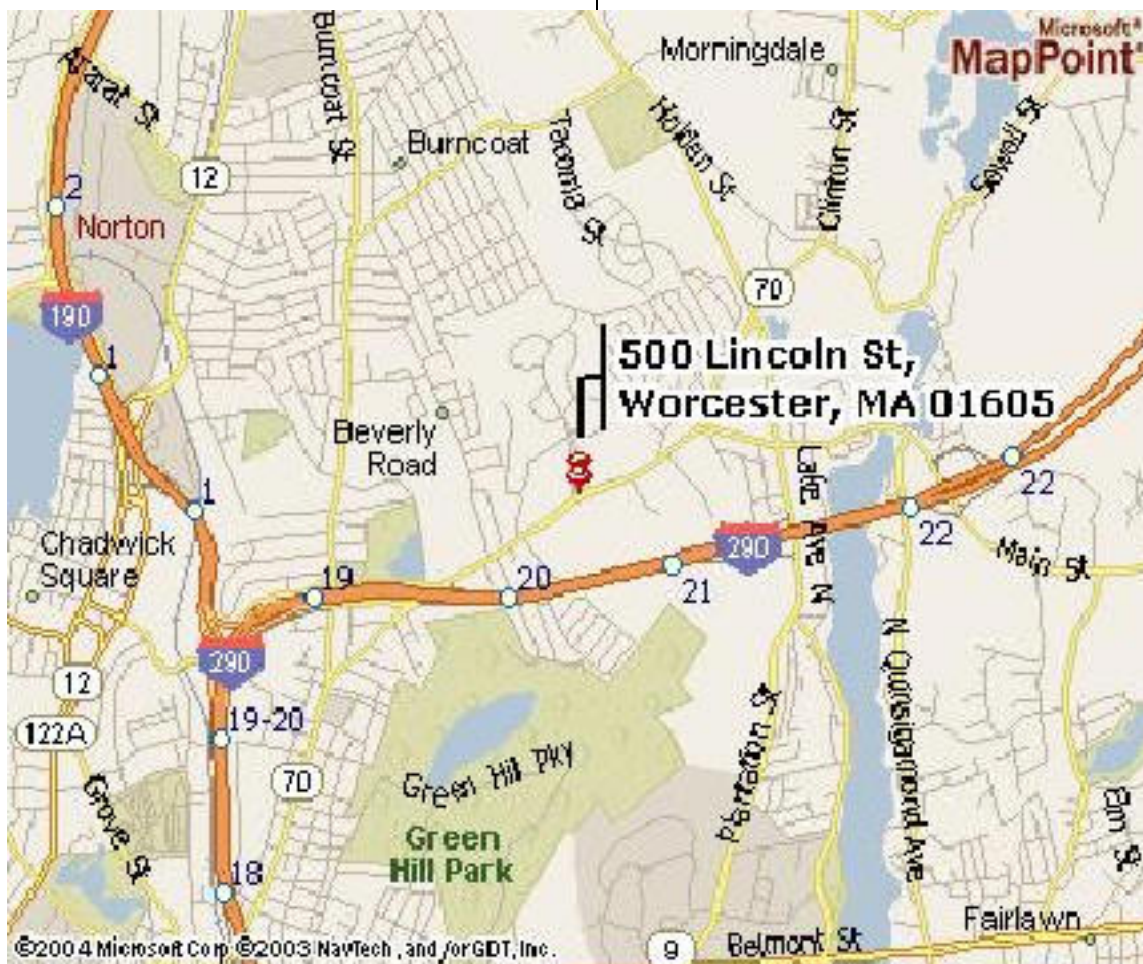 Microsoft®
MapPoint®
Morningdale
Ararat St
Burncoat St
Burncoat
Tacoma St
Holden St
Clinton St
12
2
Norton
190
70
1
500 Lincoln St,
Worcester, MA 01605
Beverly
Road
Lake Ave N
22
22
Main St
1
Chadwick
Square
19
20
21
290
290
12
122A
19-20
70
Green Hill Pky
Green
Hill Park
Plantation St
N Quinsigamond Ave
Elm St
Grove St
18
Fairlawn
9
Belmont St
©2004 Microsoft Corp ©2003 NavTech, and/or GDT, Inc.